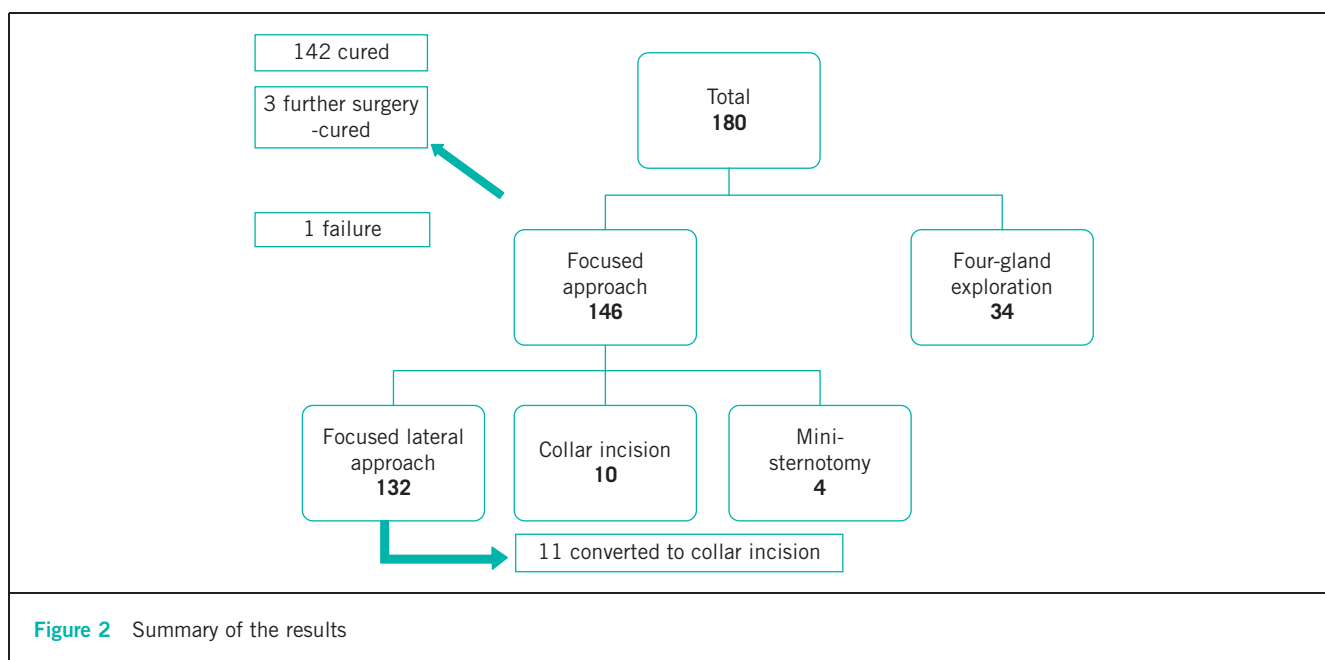 142 cured
3 further surgery
-cured
1 failure
Total
180
Focused
approach
146
Four-gland
exploration
34
Focused lateral
approach
132
Collar incision
10
Mini-
sternotomy
4
11 converted to collar incision
Figure 2 Summary of the results